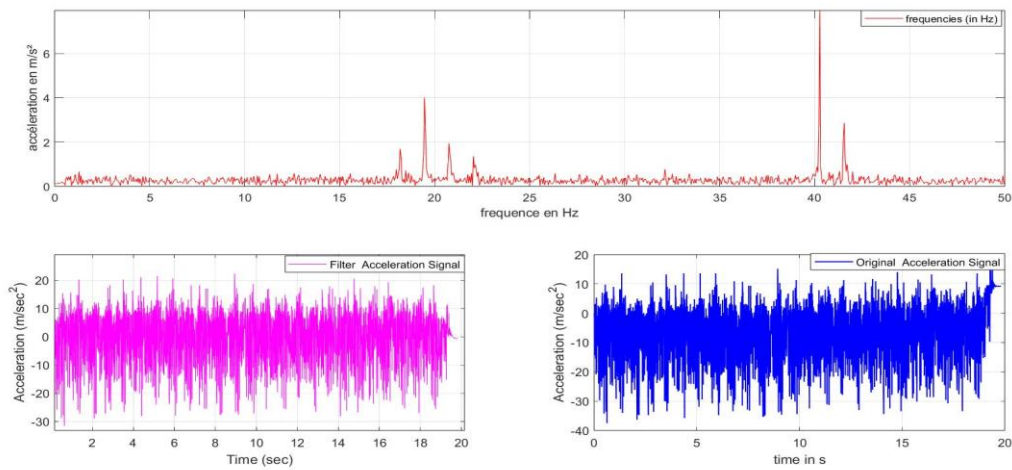 frequencies (in Hz)
accéleration en m/s²
6
4
2
0
0 5 10 15 20 25 30 35 40 45 50
frequence en Hz
Filter Acceleration Signal
Acceleration (m/sec²)
20
10
0
-10
-20
-30
2 4 6 8 10 12 14 16 18 20
Time (sec)
Original Acceleration Signal
Acceleration (m/sec²)
20
10
0
-10
-20
-30
-40
0 5 10 15 20
time in s